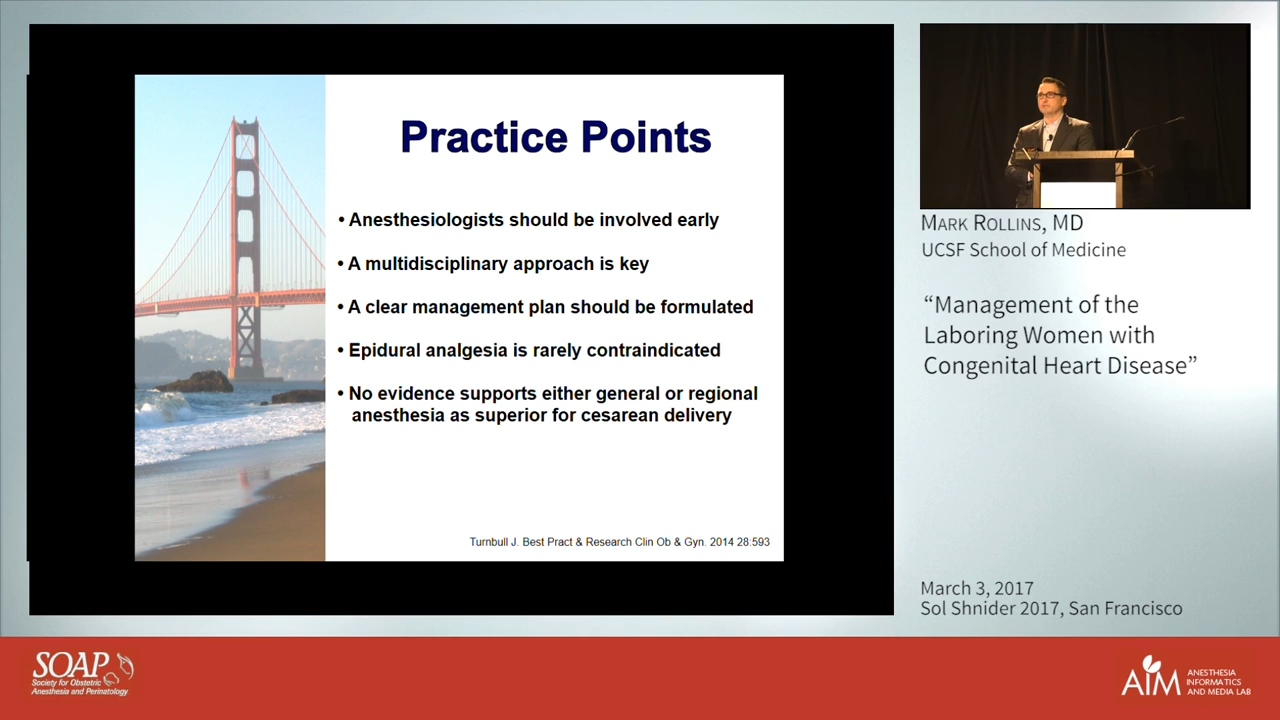 Practice Points
• Anesthesiologists should be involved early
• A multidisciplinary approach is key
• A clear management plan should be formulated
• Epidural analgesia is rarely contraindicated
• No evidence supports either general or regional
anesthesia as superior for cesarean delivery
Turnbull J. Best Pract & Research Clin Ob & Gyn. 2014 28:593
MARK ROLLINS, MD
UCSF School of Medicine
“Management of the
Laboring Women with
Congenital Heart Disease”
March 3, 2017
Sol Shnider 2017, San Francisco
SOAP
Society for Obstetric
Anesthesia and Perinatology
AIM
ANESTHESIA
INFORMATICS
AND MEDIA LAB